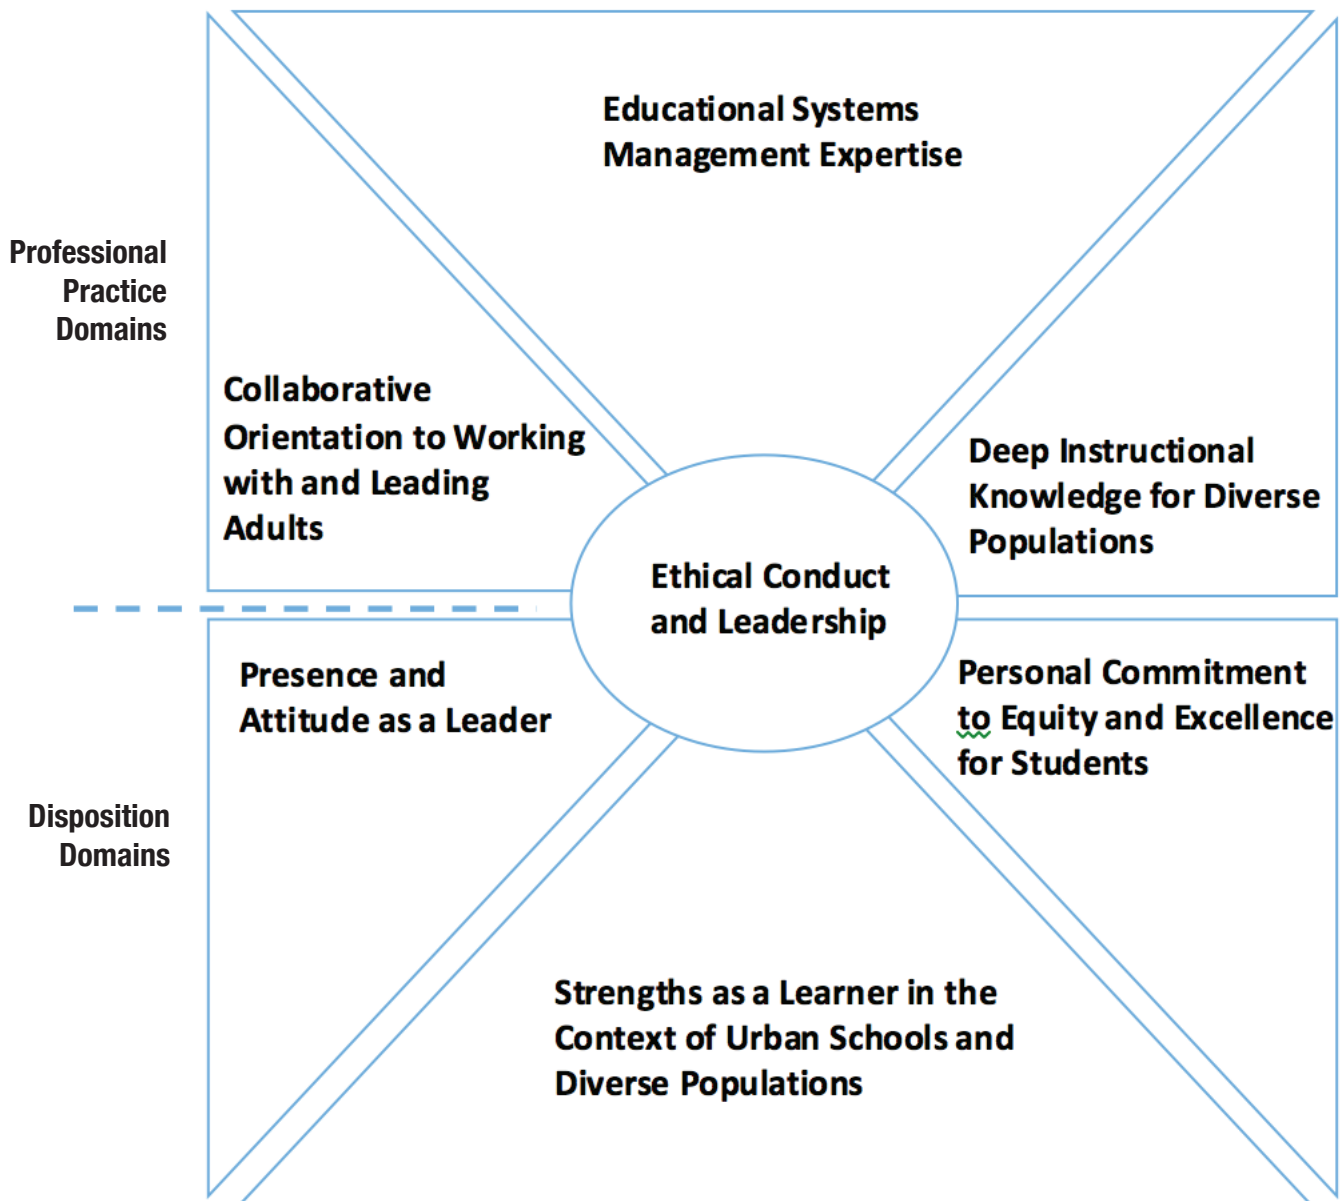 Educational Systems
Management Expertise
Professional
Practice
Domains
Collaborative
Orientation to Working
with and Leading
Adults
Deep Instructional
Knowledge for Diverse
Populations
Ethical Conduct
and Leadership
Presence and
Attitude as a Leader
Personal Commitment
to Equity and Excellence
for Students
Disposition
Domains
Strengths as a Learner in the
Context of Urban Schools and
Diverse Populations